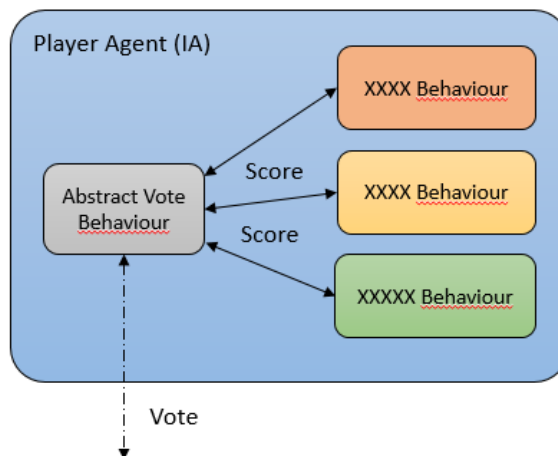 Player Agent (IA)
XXXX Behaviour
Score
XXXX Behaviour
Abstract Vote
Behaviour
Score
XXXXX Behaviour
Vote